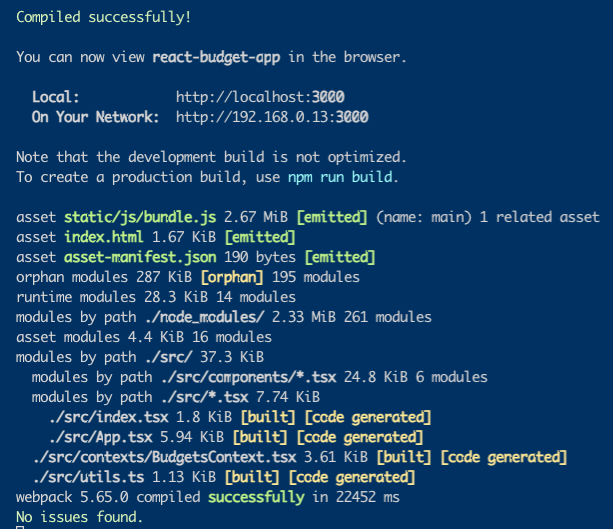 Compiled successfully!
You can now view react-budget-app in the browser.
Local: http://localhost:3000
On Your Network: http://192.168.0.13:3000
Note that the development build is not optimized.
To create a production build, use npm run build.
asset static/js/bundle.js 2.67 MiB [emitted] (name: main) 1 related asset
asset index.html 1.67 KiB [emitted]
asset asset-manifest.json 190 bytes [emitted]
orphan modules 287 KiB [orphan] 195 modules
runtime modules 28.3 KiB 14 modules
modules by path ./node_modules/ 2.33 MiB 261 modules
asset modules 4.4 KiB 16 modules
modules by path ./src/ 37.3 KiB
modules by path ./src/components/*.tsx 24.8 KiB 6 modules
modules by path ./src/*.tsx 7.74 KiB
./src/index.tsx 1.8 KiB [built] [code generated]
./src/App.tsx 5.94 KiB [built] [code generated]
./src/contexts/BudgetsContext.tsx 3.61 KiB [built] [code generated]
./src/utils.ts 1.13 KiB [built] [code generated]
webpack 5.65.0 compiled successfully in 22452 ms
No issues found.